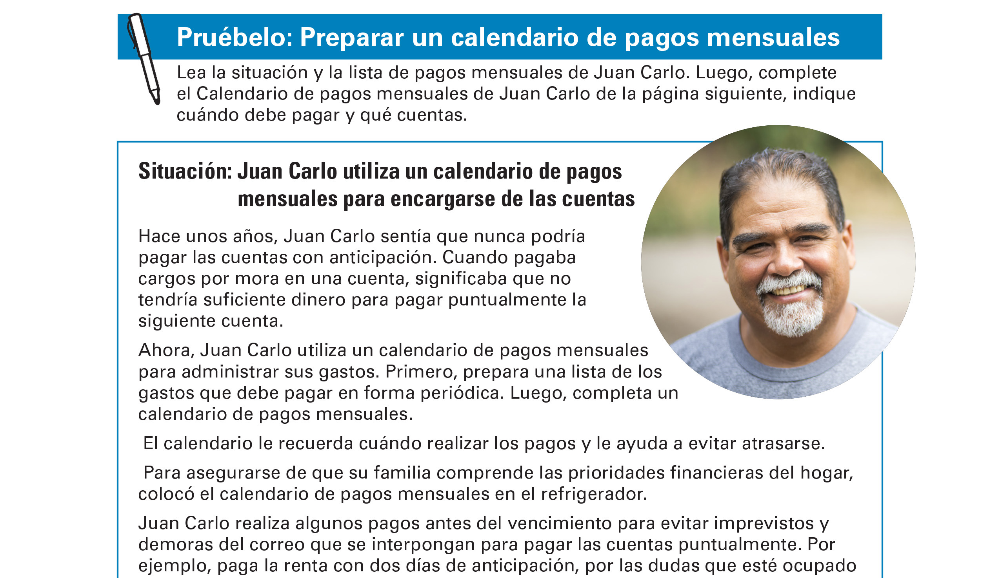 Pruébelo: Preparar un calendario de pagos mensuales
Lea la situación y la lista de pagos mensuales de Juan Carlo. Luego, complete
el Calendario de pagos mensuales de Juan Carlo de la página siguiente, indique
cuándo debe pagar y qué cuentas.
Situación: Juan Carlo utiliza un calendario de pagos
mensuales para encargarse de las cuentas
Hace unos años, Juan Carlo sentía que nunca podría
pagar las cuentas con anticipación. Cuando pagaba
cargos por mora en una cuenta, significaba que no
tendría suficiente dinero para pagar puntualmente la
siguiente cuenta.
Ahora, Juan Carlo utiliza un calendario de pagos mensuales
para administrar sus gastos. Primero, prepara una lista de los
gastos que debe pagar en forma periódica. Luego, completa un
calendario de pagos mensuales.
El calendario le recuerda cuándo realizar los pagos y le ayuda a evitar atrasarse.
Para asegurarse de que su familia comprende las prioridades financieras del hogar,
colocó el calendario de pagos mensuales en el refrigerador.
Juan Carlo realiza algunos pagos antes del vencimiento para evitar imprevistos y
demoras del correo que se interpongan para pagar las cuentas puntualmente. Por
ejemplo, paga la renta con dos días de anticipación, por las dudas que esté ocupado